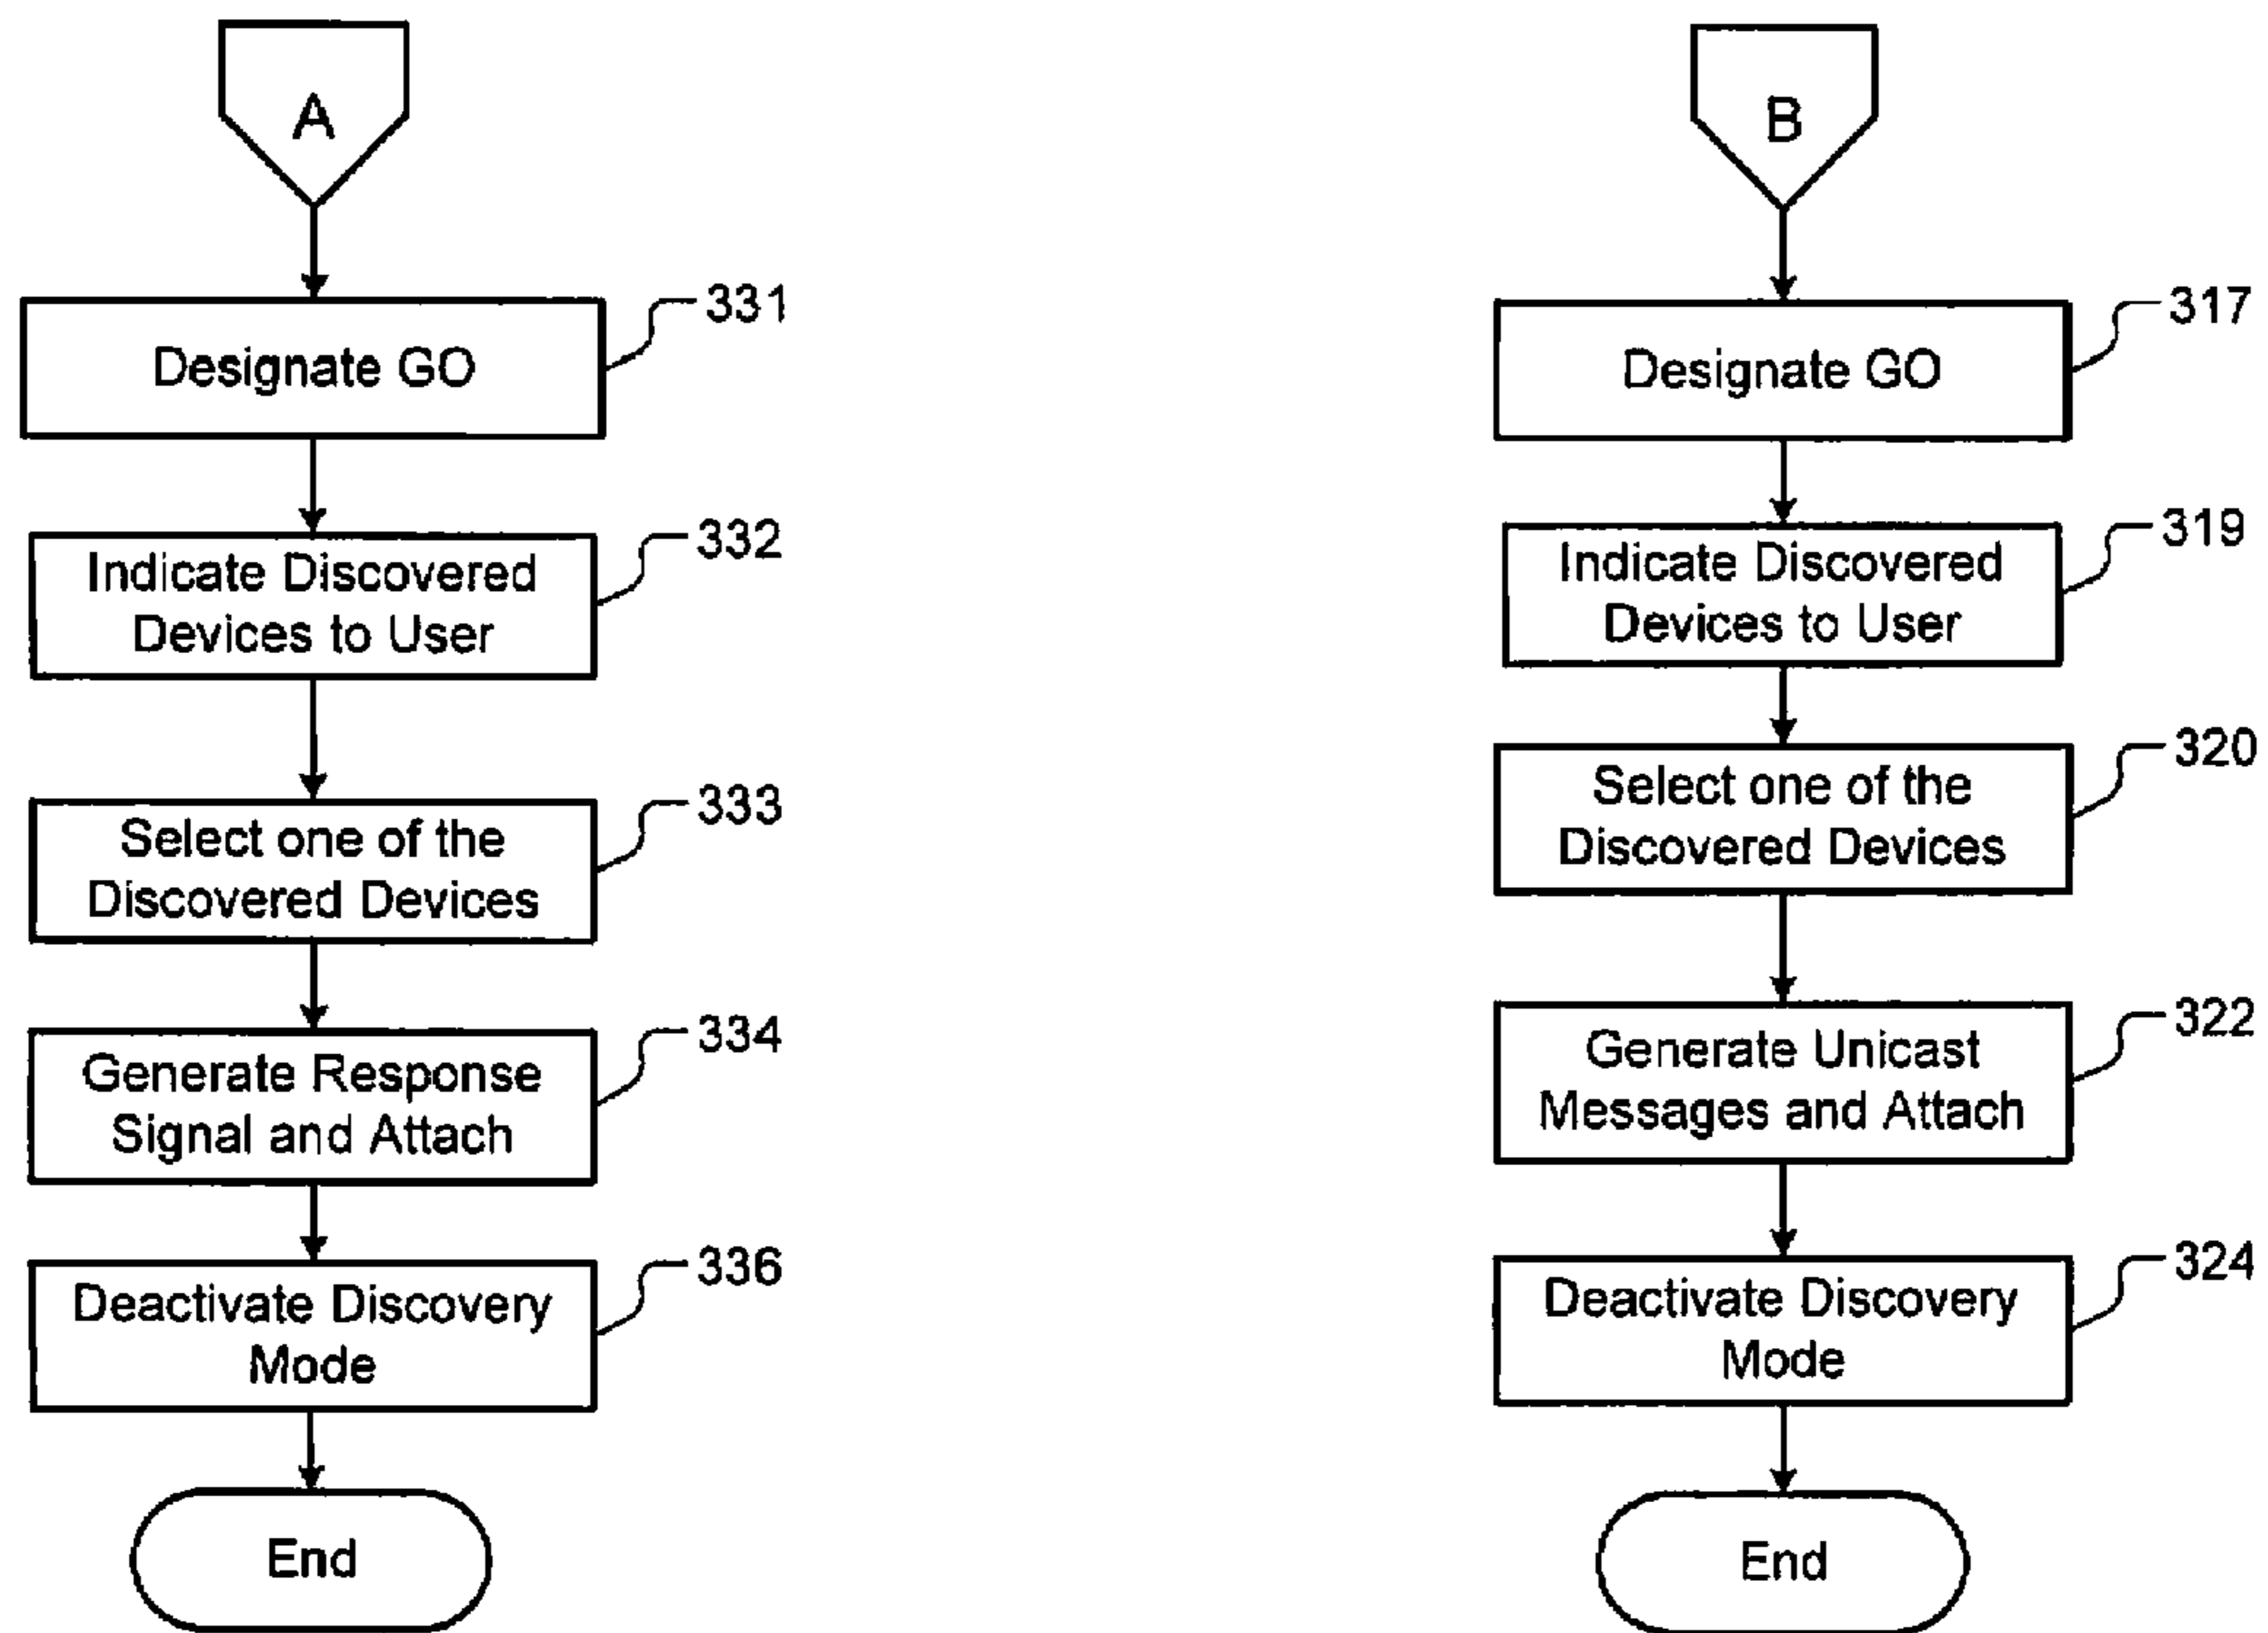 A
Designate GO
331
Indicate Discovered
Devices to User
332
Select one of the
Discovered Devices
333
Generate Response
Signal and Attach
334
Deactivate Discovery
Mode
336
End
B
Designate GO
317
Indicate Discovered
Devices to User
319
Select one of the
Discovered Devices
320
Generate Unicast
Messages and Attach
322
Deactivate Discovery
Mode
324
End